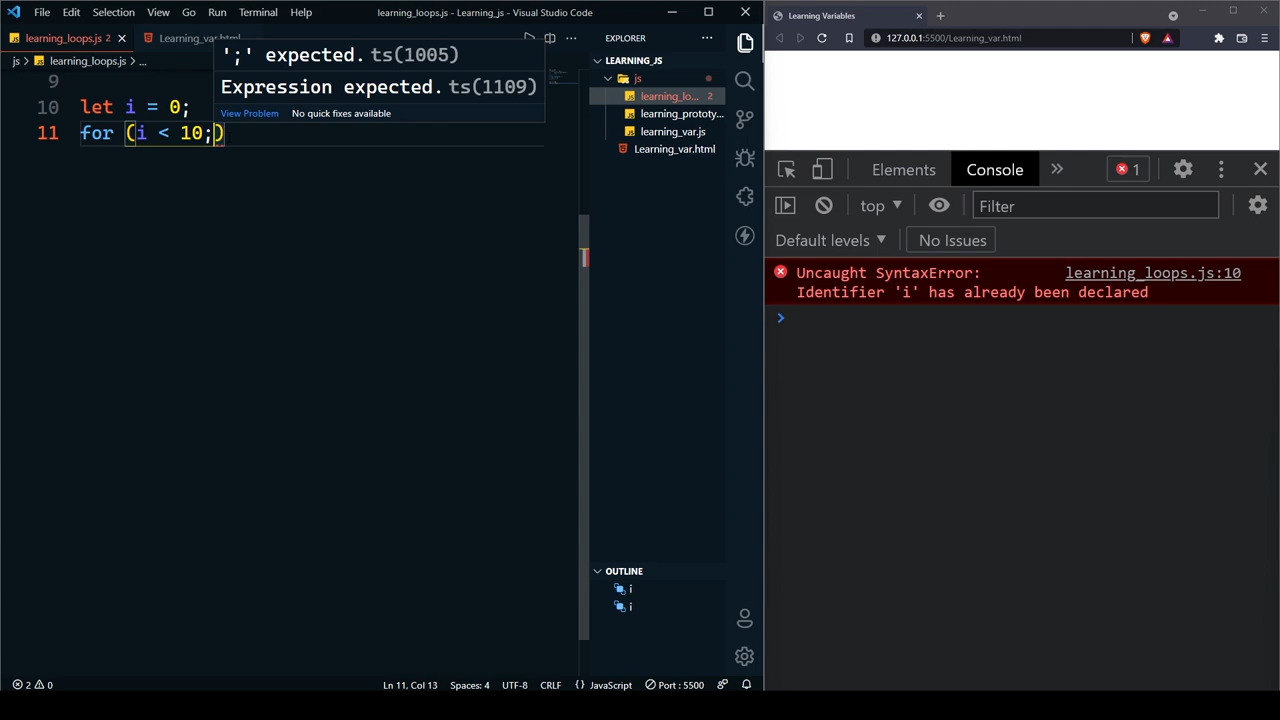 File Edit Selection View Go Run Terminal Help learning_loops.js - Learning_js - Visual Studio Code
learning_loops.js 2
js > learning_loops.js > ...
';' expected. ts(1005)
Expression expected. ts(1109)
View Problem No quick fixes available
9
10 let i = 0;
11 for (i < 10;)
EXPLORER
LEARNING_JS
js
learning_lo... 2
learning_prototy...
learning_var.js
Learning_var.html
OUTLINE
i
i
2 0 Ln 11, Col 13 Spaces: 4 UTF-8 CRLF {} JavaScript Port : 5500
Learning Variables
127.0.0.1:5500/Learning_var.html
Elements Console 1
top Filter
Default levels No Issues
Uncaught SyntaxError: learning_loops.js:10
Identifier 'i' has already been declared